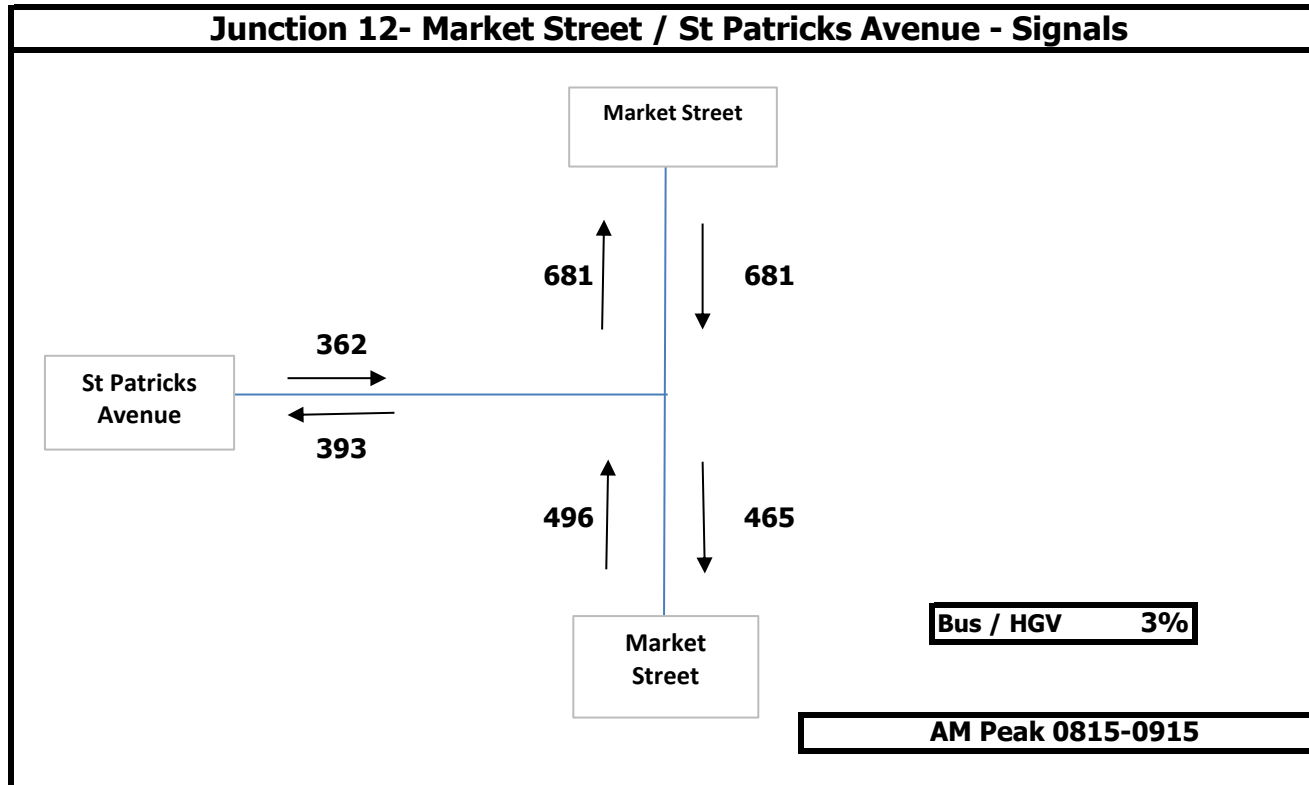 Junction 12- Market Street / St Patricks Avenue - Signals
Market Street
681
681
362
St Patricks
Avenue
393
496
465
Market
Street
Bus / HGV 3%
AM Peak 0815-0915